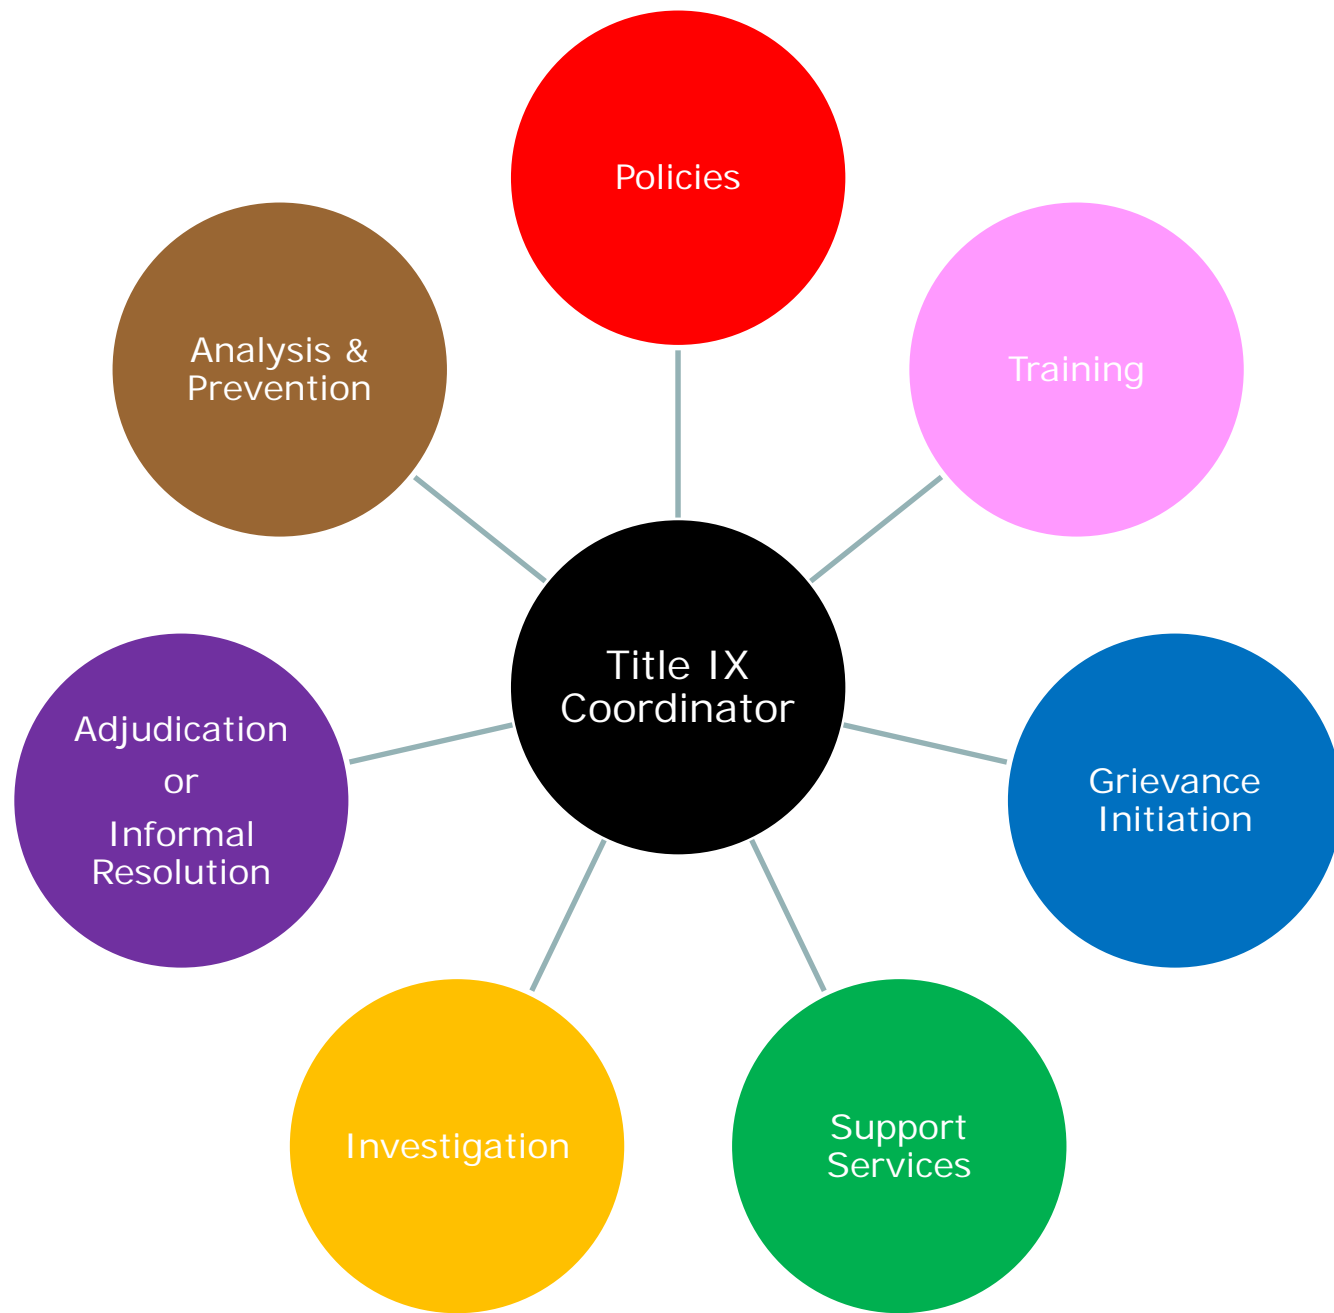 Policies
Training
Grievance
Initiation
Support
Services
Investigation
Adjudication
or
Informal
Resolution
Analysis &
Prevention
Title IX
Coordinator